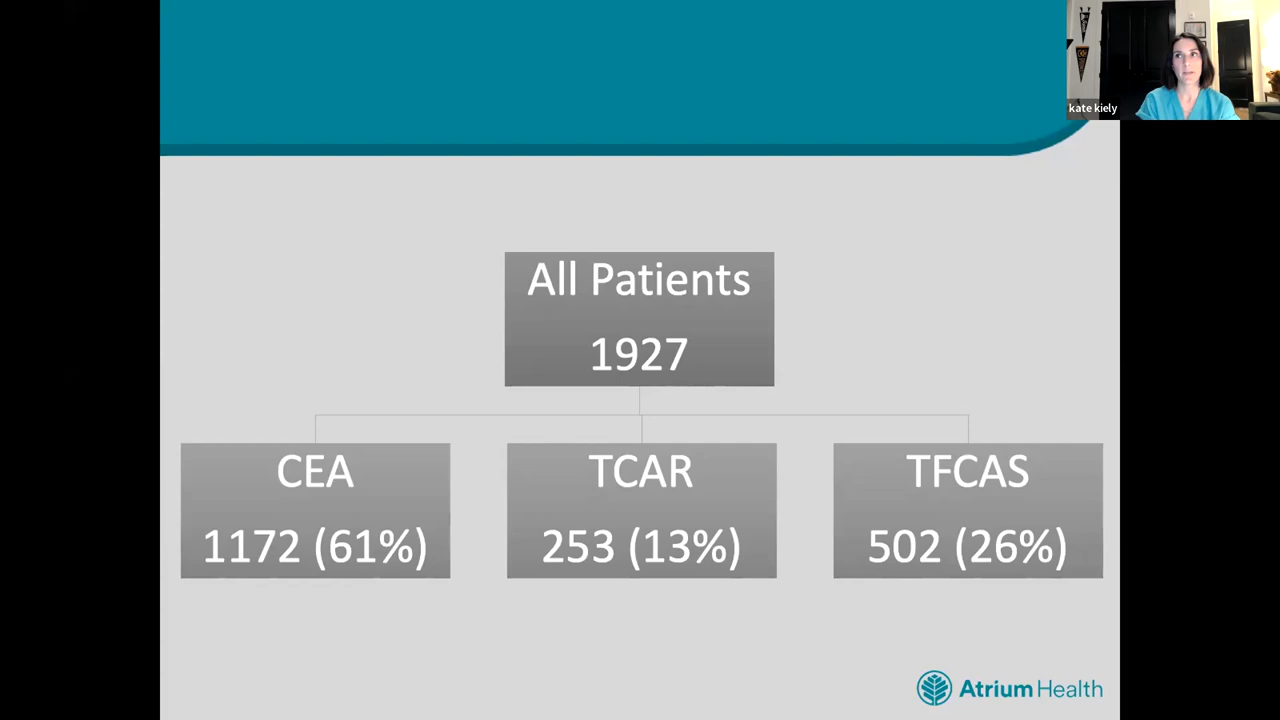 kate kiely
All Patients
1927
CEA
1172 (61%)
TCAR
253 (13%)
TFCAS
502 (26%)
Atrium Health